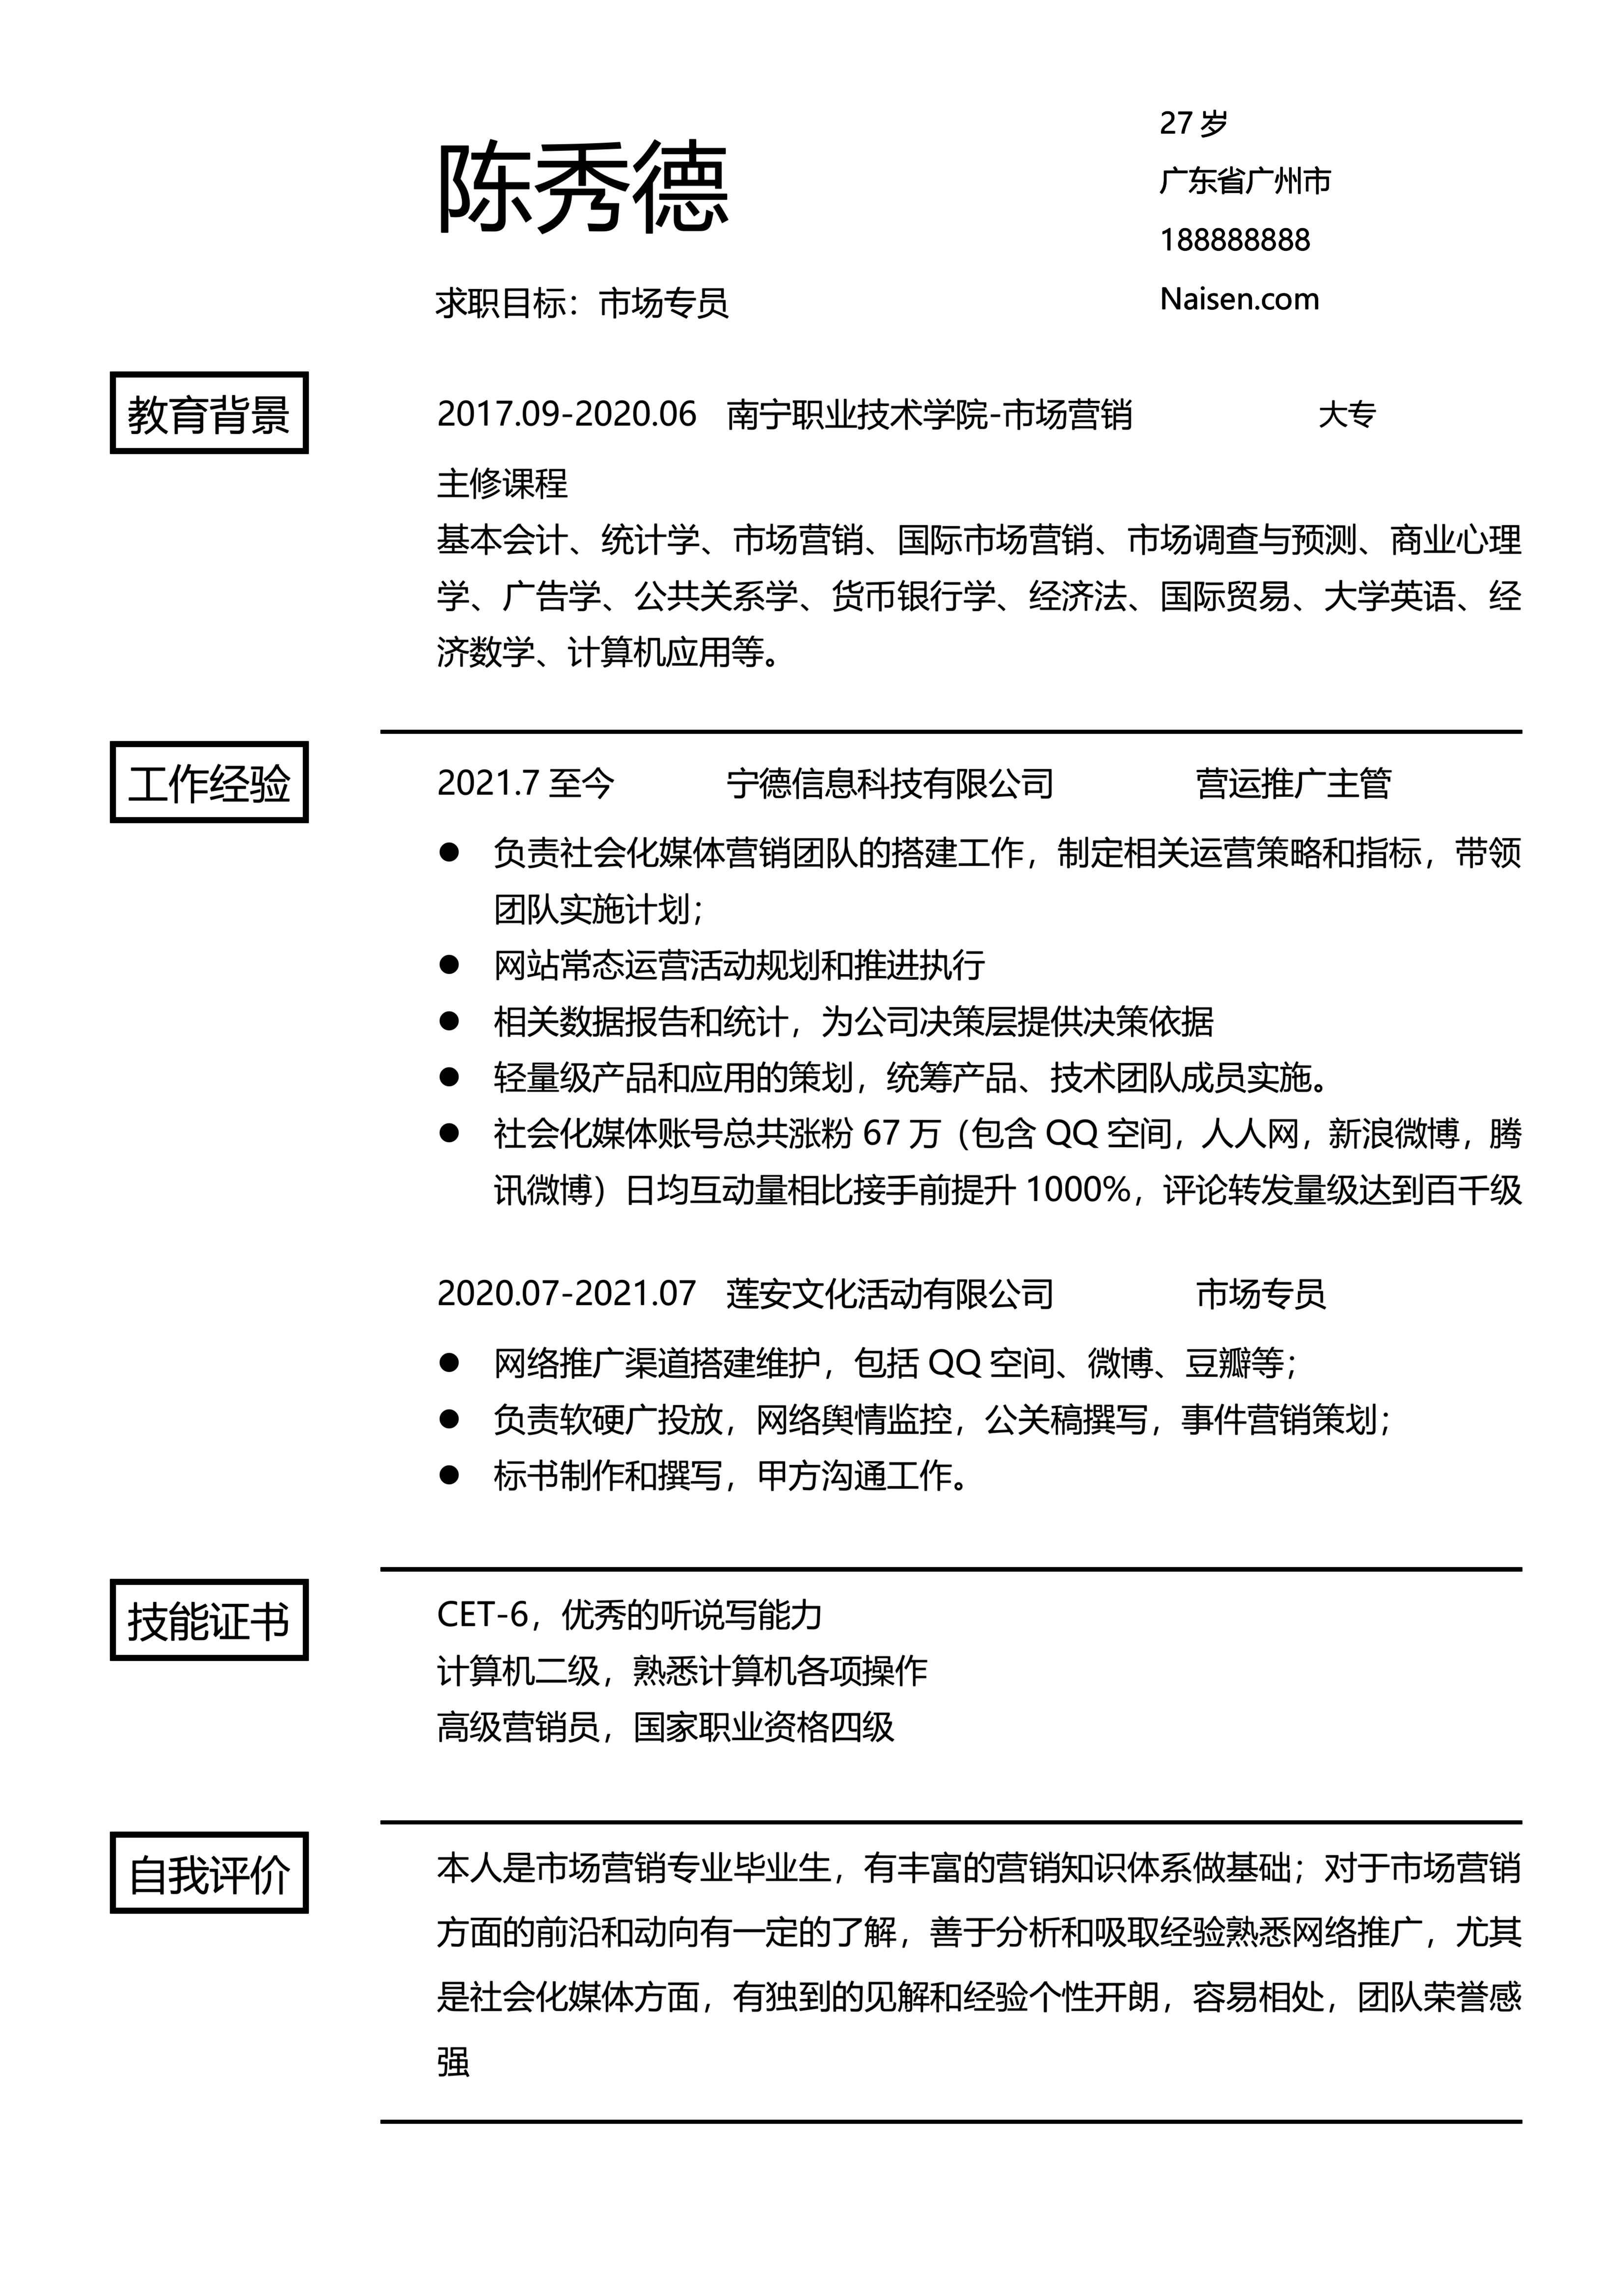 陈秀德
求职目标：市场专员
27 岁
广东省广州市
188888888
Naisen.com
教育背景
2017.09-2020.06 南宁职业技术学院-市场营销 大专
主修课程
基本会计、统计学、市场营销、国际市场营销、市场调查与预测、商业心理
学、广告学、公共关系学、货币银行学、经济法、国际贸易、大学英语、经
济数学、计算机应用等。
工作经验
2021.7 至今 宁德信息科技有限公司 营运推广主管
● 负责社会化媒体营销团队的搭建工作，制定相关运营策略和指标，带领
团队实施计划；
● 网站常态运营活动规划和推进执行
● 相关数据报告和统计，为公司决策层提供决策依据
● 轻量级产品和应用的策划，统筹产品、技术团队成员实施。
● 社会化媒体账号总共涨粉 67 万（包含 QQ 空间，人人网，新浪微博，腾
讯微博）日均互动量相比接手前提升 1000%，评论转发量级达到百千级
2020.07-2021.07 莲安文化活动有限公司 市场专员
● 网络推广渠道搭建维护，包括 QQ 空间、微博、豆瓣等；
● 负责软硬广投放，网络舆情监控，公关稿撰写，事件营销策划；
● 标书制作和撰写，甲方沟通工作。
技能证书
CET-6，优秀的听说写能力
计算机二级，熟悉计算机各项操作
高级营销员，国家职业资格四级
自我评价
本人是市场营销专业毕业生，有丰富的营销知识体系做基础；对于市场营销
方面的前沿和动向有一定的了解，善于分析和吸取经验熟悉网络推广，尤其
是社会化媒体方面，有独到的见解和经验个性开朗，容易相处，团队荣誉感
强